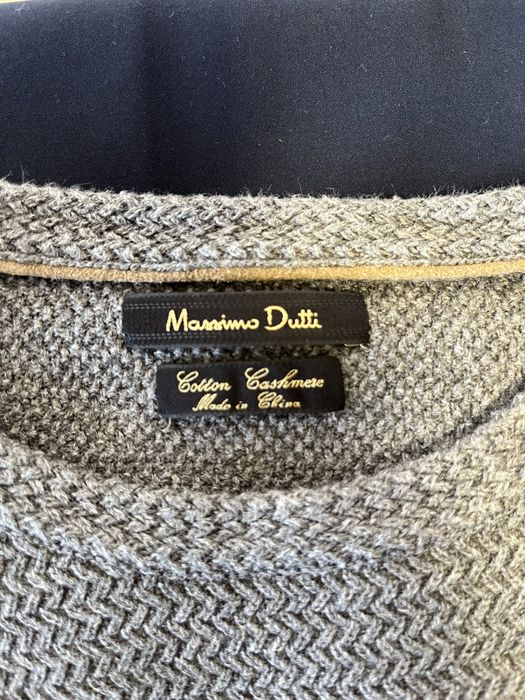 Massimo Dutti
Cotton Cashmere
Made in China